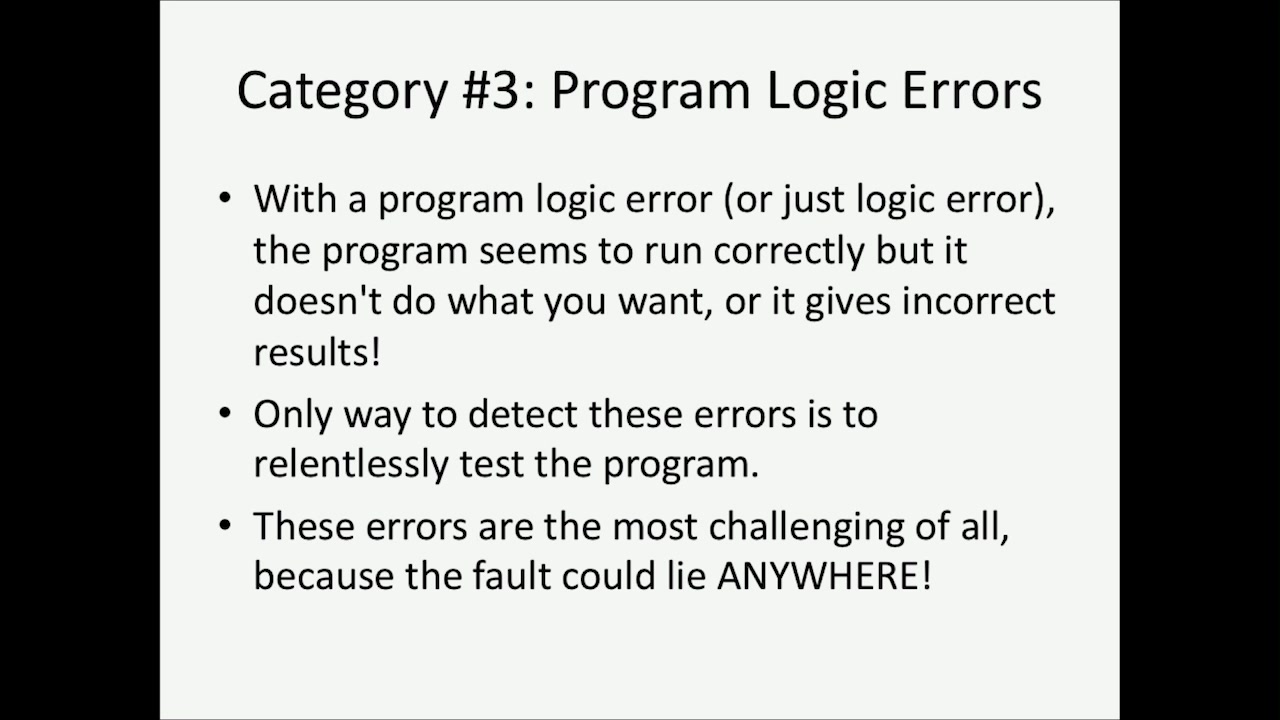 Category #3: Program Logic Errors
• With a program logic error (or just logic error),
the program seems to run correctly but it
doesn't do what you want, or it gives incorrect
results!
• Only way to detect these errors is to
relentlessly test the program.
• These errors are the most challenging of all,
because the fault could lie ANYWHERE!